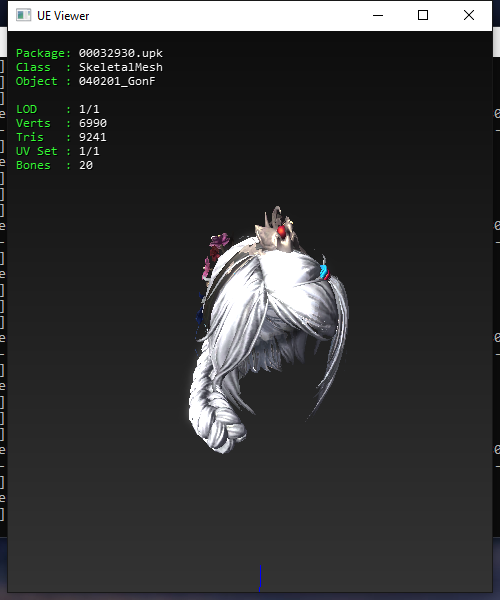 UE Viewer
Package: 00032930.upk
Class  : SkeletalMesh
Object : 040201_GonF
LOD    : 1/1
Verts  : 6990
Tris   : 9241
UV Set : 1/1
Bones  : 20